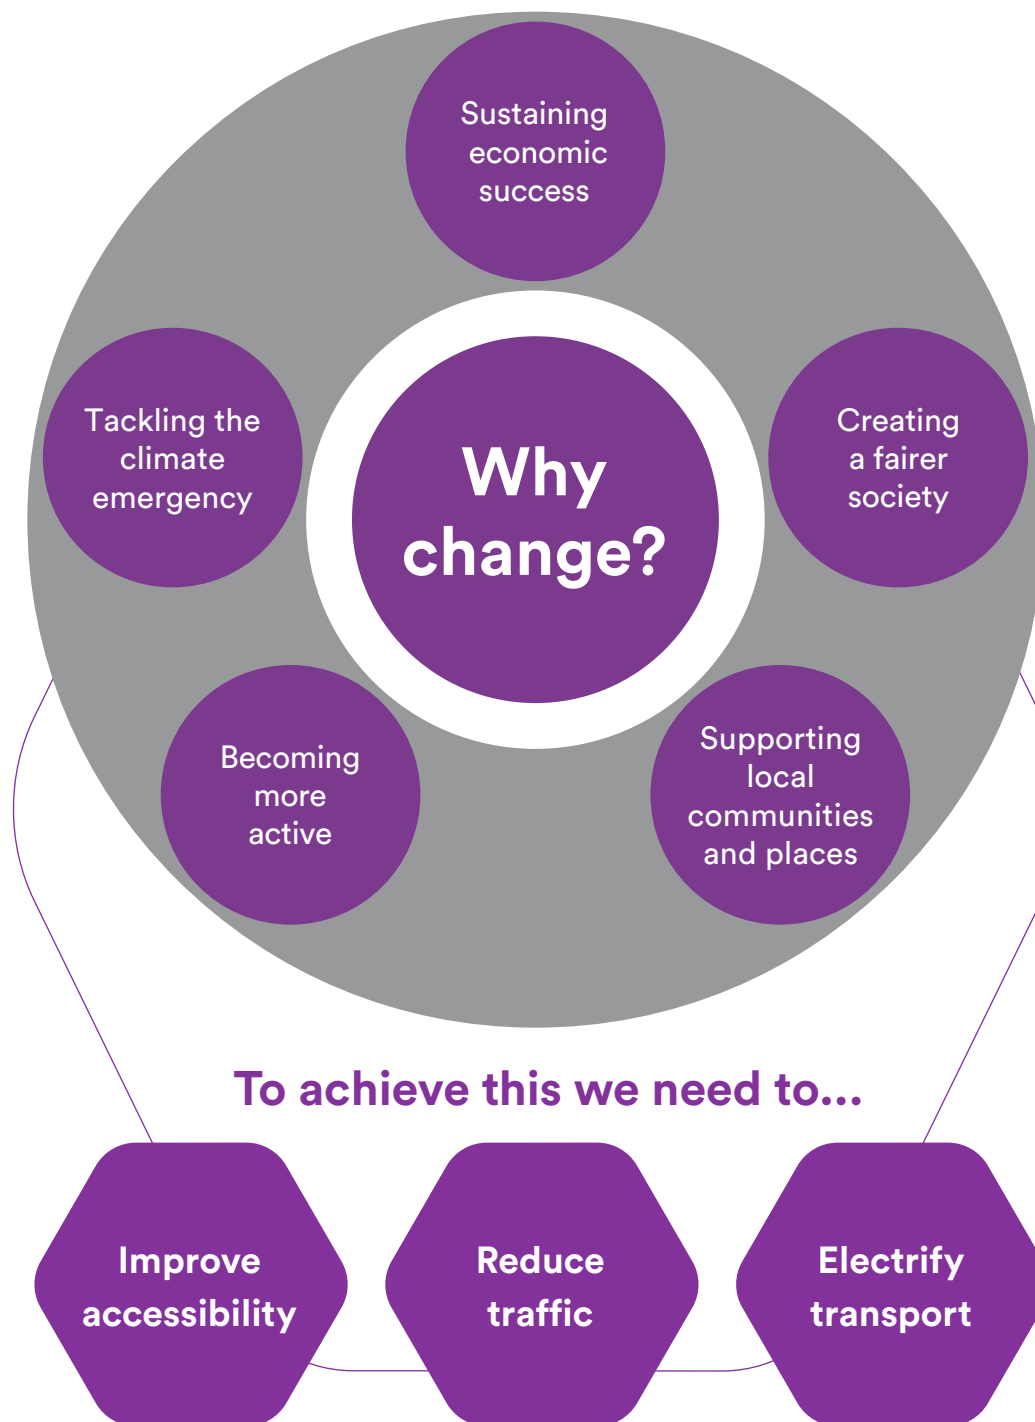 Sustaining
economic
success
Tackling the
climate
emergency
Why
change?
Creating
a fairer
society
Becoming
more
active
Supporting
local
communities
and places
To achieve this we need to...
Improve
accessibility
Reduce
traffic
Electrify
transport